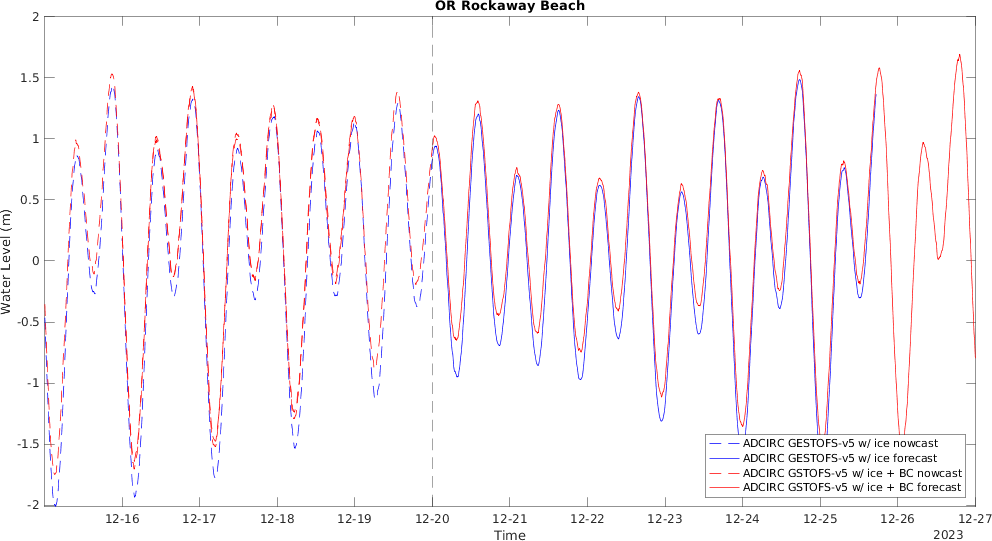 OR Rockaway Beach
2
1.5
1
0.5
0
-0.5
-1
-1.5
-2
Water Level (m)
ADCIRC GESTOFS-v5 w/ ice nowcast
ADCIRC GESTOFS-v5 w/ ice forecast
ADCIRC GSTOFS-v5 w/ ice + BC nowcast
ADCIRC GSTOFS-v5 w/ ice + BC forecast
12-16 12-17 12-18 12-19 12-20 12-21 12-22 12-23 12-24 12-25 12-26 12-27
Time
2023